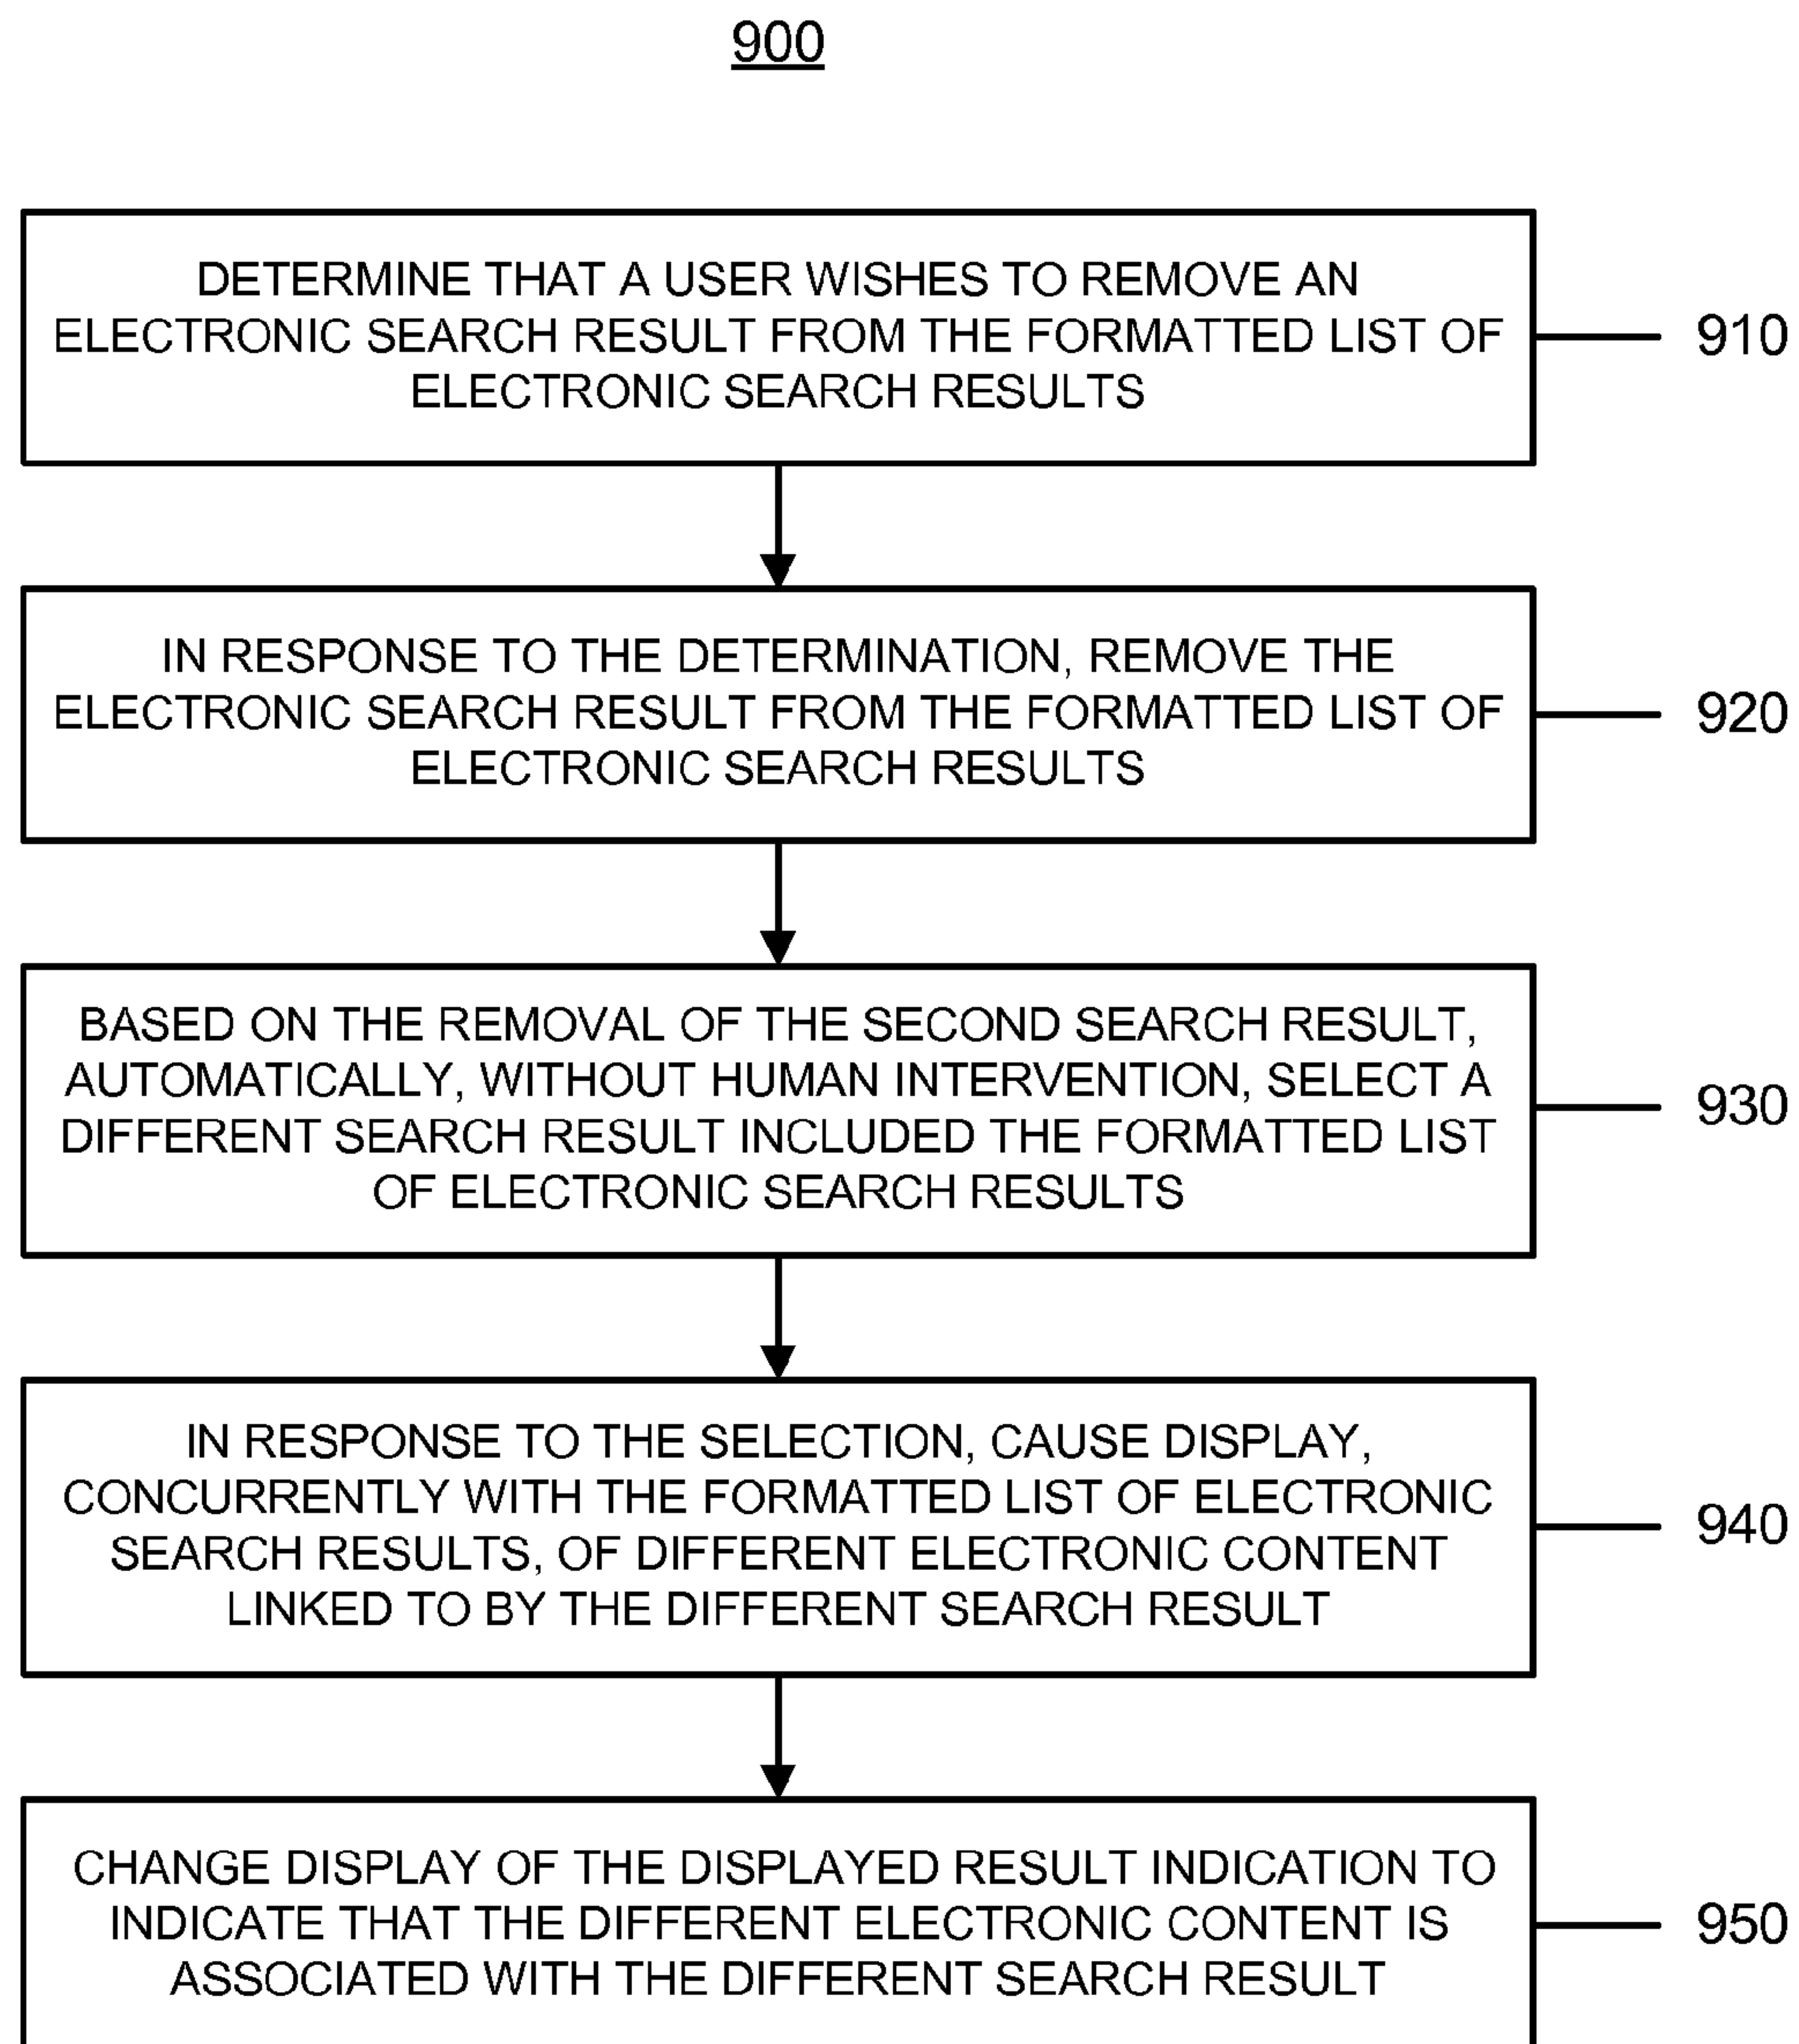 900
DETERMINE THAT A USER WISHES TO REMOVE AN
ELECTRONIC SEARCH RESULT FROM THE FORMATTED LIST OF
ELECTRONIC SEARCH RESULTS
910
IN RESPONSE TO THE DETERMINATION, REMOVE THE
ELECTRONIC SEARCH RESULT FROM THE FORMATTED LIST OF
ELECTRONIC SEARCH RESULTS
920
BASED ON THE REMOVAL OF THE SECOND SEARCH RESULT,
AUTOMATICALLY, WITHOUT HUMAN INTERVENTION, SELECT A
DIFFERENT SEARCH RESULT INCLUDED THE FORMATTED LIST
OF ELECTRONIC SEARCH RESULTS
930
IN RESPONSE TO THE SELECTION, CAUSE DISPLAY,
CONCURRENTLY WITH THE FORMATTED LIST OF ELECTRONIC
SEARCH RESULTS, OF DIFFERENT ELECTRONIC CONTENT
LINKED TO BY THE DIFFERENT SEARCH RESULT
940
CHANGE DISPLAY OF THE DISPLAYED RESULT INDICATION TO
INDICATE THAT THE DIFFERENT ELECTRONIC CONTENT IS
ASSOCIATED WITH THE DIFFERENT SEARCH RESULT
950